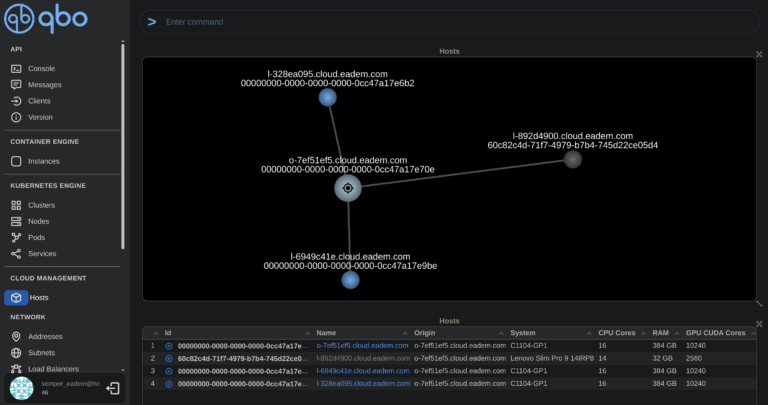 qb qbo
> Enter command
API
Console
Messages
Clients
Version
CONTAINER ENGINE
Instances
KUBERNETES ENGINE
Clusters
Nodes
Pods
Services
CLOUD MANAGEMENT
Hosts
NETWORK
Addresses
Subnets
Load Balancers
semper_eadem@ho
46
Hosts
l-328ea095.cloud.eadem.com
00000000-0000-0000-0000-0cc47a17e6b2
l-892d4900.cloud.eadem.com
60c82c4d-71f7-4979-b7b4-745d22ce05d4
o-7ef51ef5.cloud.eadem.com
00000000-0000-0000-0000-0cc47a17e70e
l-6949c41e.cloud.eadem.com
00000000-0000-0000-0000-0cc47a17e9be
Hosts
Id Name Origin System CPU Cores RAM GPU CUDA Cores
1 00000000-0000-0000-0000-0cc47a17e... o-7ef51ef5.cloud.eadem.com o-7ef51ef5.cloud.eadem.com C1104-GP1 16 384 GB 10240
2 60c82c4d-71f7-4979-b7b4-745d22ce0... l-892d4900.cloud.eadem.com o-7ef51ef5.cloud.eadem.com Lenovo Slim Pro 9 14IRP8 14 32 GB 2560
3 00000000-0000-0000-0000-0cc47a17e... l-6949c41e.cloud.eadem.com o-7ef51ef5.cloud.eadem.com C1104-GP1 16 384 GB 10240
4 00000000-0000-0000-0000-0cc47a17e... l-328ea095.cloud.eadem.com o-7ef51ef5.cloud.eadem.com C1104-GP1 16 384 GB 10240